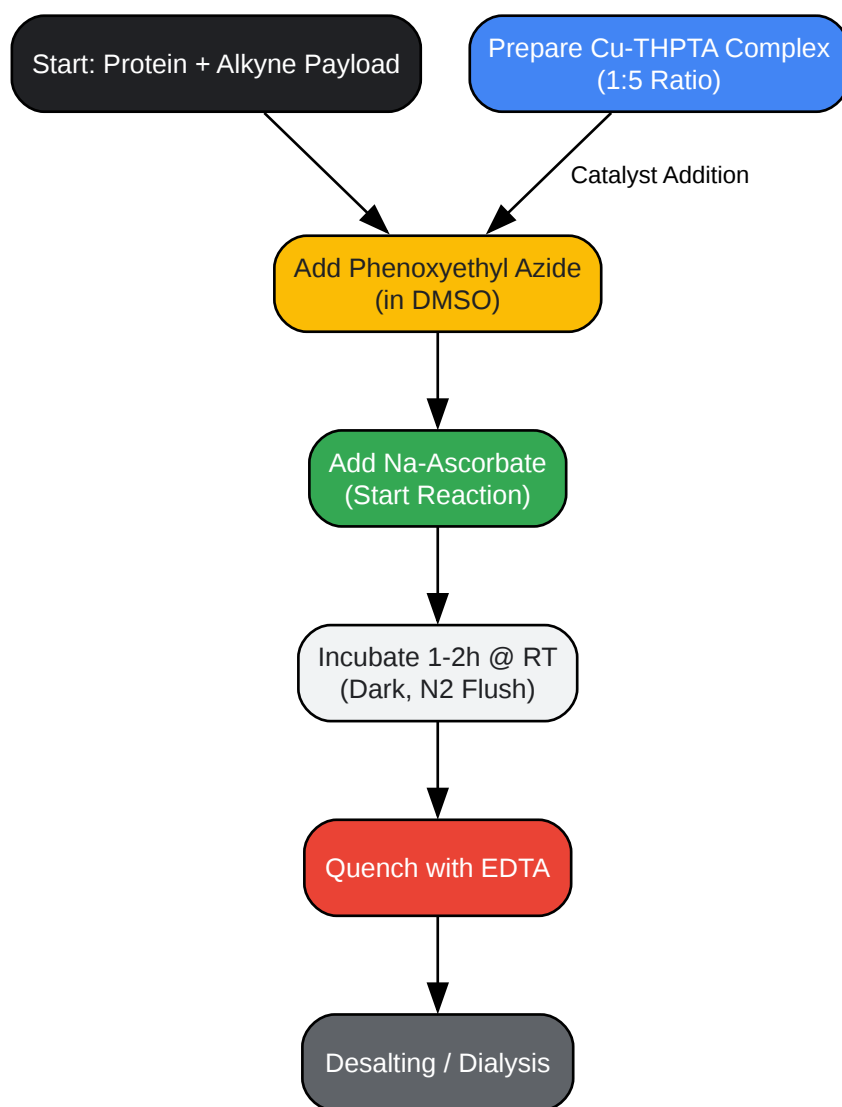 Start: Protein + Alkyne Payload
Prepare Cu-THPTA Complex
(1:5 Ratio)
Catalyst Addition
Add Phenoxyethyl Azide
(in DMSO)
Add Na-Ascorbate
(Start Reaction)
Incubate 1-2h @ RT
(Dark, N2 Flush)
Quench with EDTA
Desalting / Dialysis